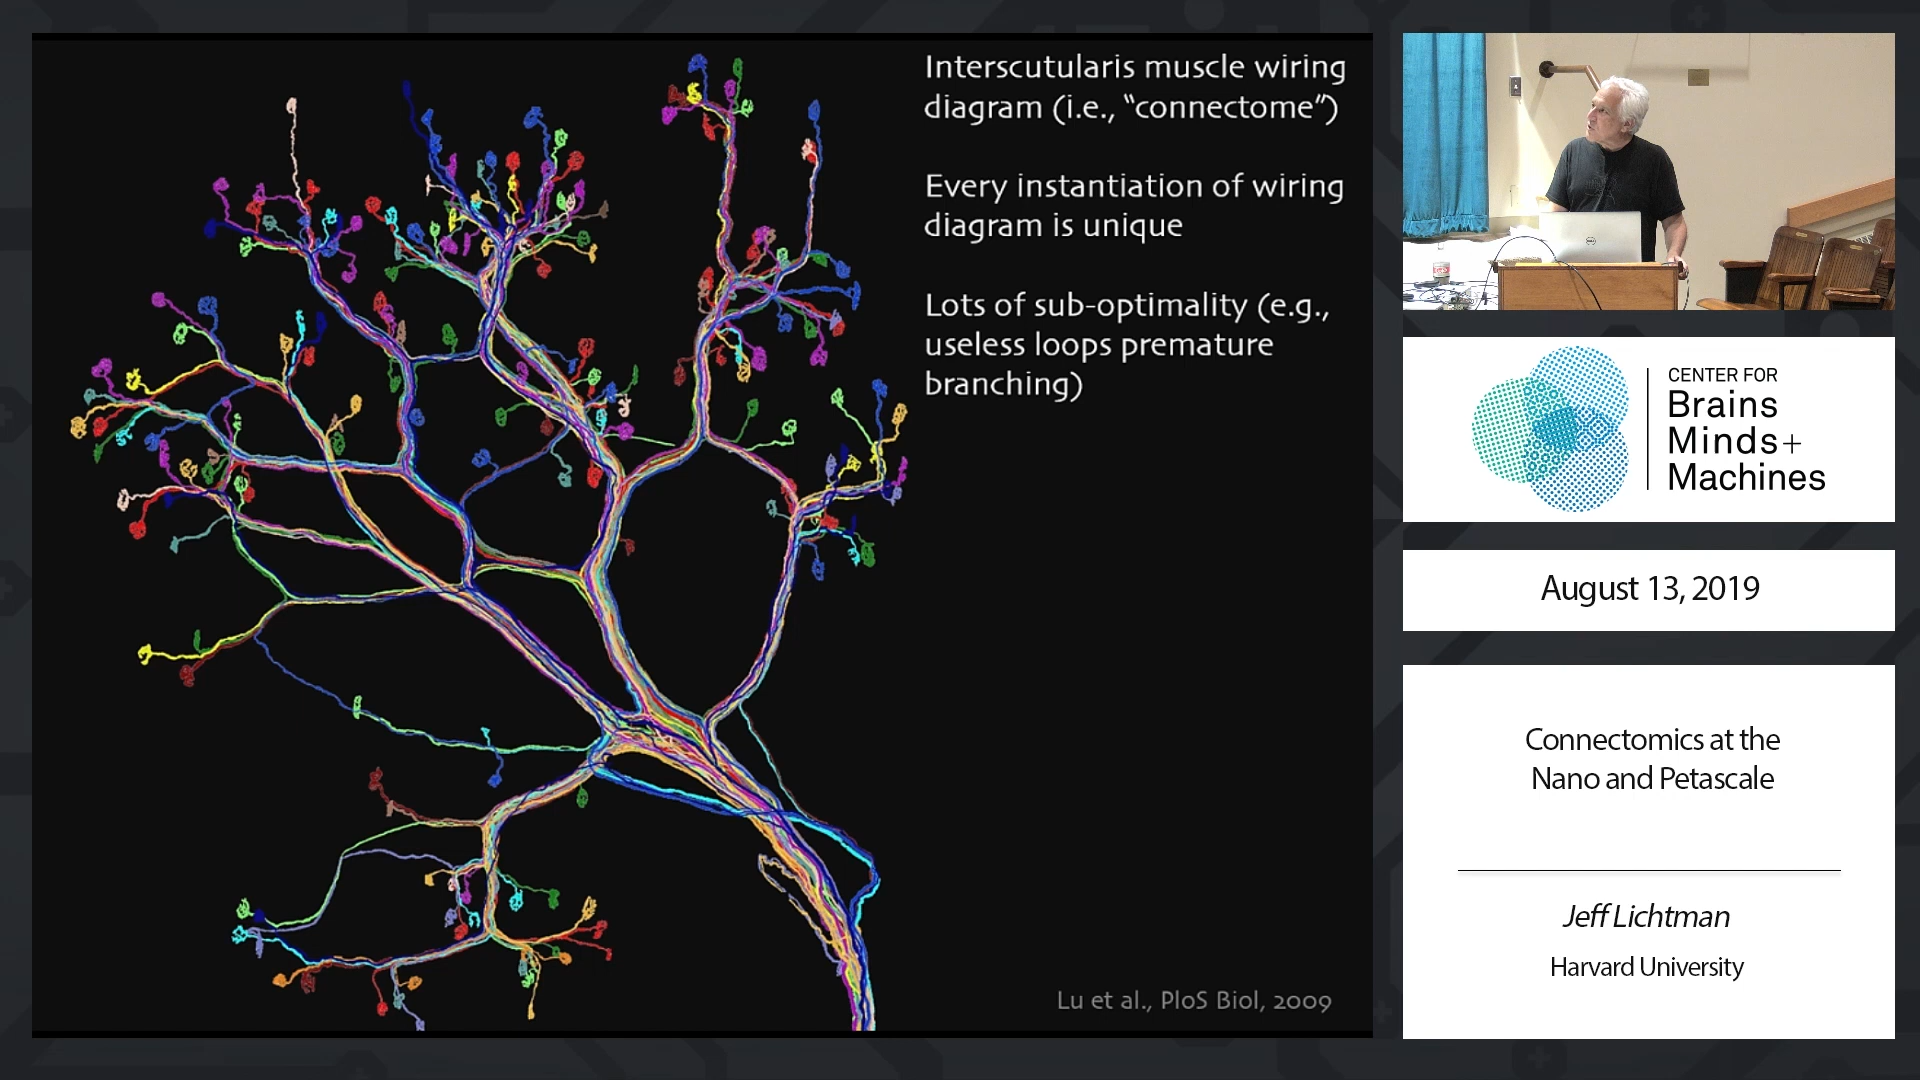 Interscutularis muscle wiring
diagram (i.e., “connectome”)
Every instantiation of wiring
diagram is unique
Lots of sub-optimality (e.g.,
useless loops premature
branching)
Lu et al., PloS Biol, 2009
CENTER FOR
Brains
Minds+
Machines
August 13, 2019
Connectomics at the
Nano and Petascale
Jeff Lichtman
Harvard University